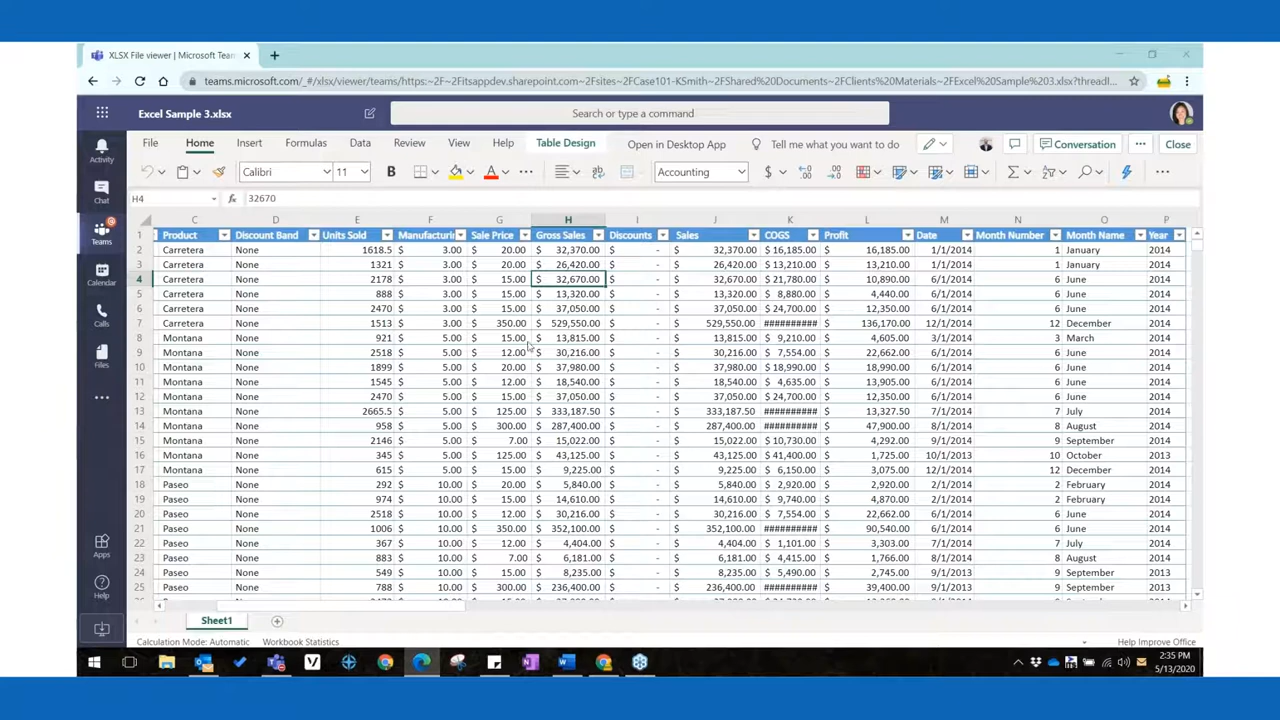 XLSX File viewer | Microsoft Team
teams.microsoft.com/_#/xlsx/viewer/teams/https:~2F~2Fitsappdev.sharepoint.com~2Fsites~2FCase101-KSmith~2FShared%20Documents~2FClients%20Materials~2FExcel%20Sample%203.xlsx?threadI...
Excel Sample 3.xlsx Search or type a command
File Home Insert Formulas Data Review View Help Table Design Open in Desktop App Tell me what you want to do Conversation ... Close
Calibri 11 B A ... Accounting $ .00 Σ ...
H4 fx 32670
Activity
Chat
Teams
Calendar
Calls
Files
Apps
Help
C D E F G H I J K L M N O P
1 Product Discount Band Units Sold Manufacturin Sale Price Gross Sales Discounts Sales COGS Profit Date Month Number Month Name Year
2 Carretera None 1618.5 $ 3.00 $ 20.00 $ 32,370.00 $ - $ 32,370.00 $ 16,185.00 $ 16,185.00 1/1/2014 1 January 2014
3 Carretera None 1321 $ 3.00 $ 20.00 $ 26,420.00 $ - $ 26,420.00 $ 13,210.00 $ 13,210.00 1/1/2014 1 January 2014
4 Carretera None 2178 $ 3.00 $ 15.00 $ 32,670.00 $ - $ 32,670.00 $ 21,780.00 $ 10,890.00 6/1/2014 6 June 2014
5 Carretera None 888 $ 3.00 $ 15.00 $ 13,320.00 $ - $ 13,320.00 $ 8,880.00 $ 4,440.00 6/1/2014 6 June 2014
6 Carretera None 2470 $ 3.00 $ 15.00 $ 37,050.00 $ - $ 37,050.00 $ 24,700.00 $ 12,350.00 6/1/2014 6 June 2014
7 Carretera None 1513 $ 3.00 $ 350.00 $ 529,550.00 $ - $ 529,550.00 ########## $ 136,170.00 12/1/2014 12 December 2014
8 Montana None 921 $ 5.00 $ 15.00 $ 13,815.00 $ - $ 13,815.00 $ 9,210.00 $ 4,605.00 3/1/2014 3 March 2014
9 Montana None 2518 $ 5.00 $ 12.00 $ 30,216.00 $ - $ 30,216.00 $ 7,554.00 $ 22,662.00 6/1/2014 6 June 2014
10 Montana None 1899 $ 5.00 $ 20.00 $ 37,980.00 $ - $ 37,980.00 $ 18,990.00 $ 18,990.00 6/1/2014 6 June 2014
11 Montana None 1545 $ 5.00 $ 12.00 $ 18,540.00 $ - $ 18,540.00 $ 4,635.00 $ 13,905.00 6/1/2014 6 June 2014
12 Montana None 2470 $ 5.00 $ 15.00 $ 37,050.00 $ - $ 37,050.00 $ 24,700.00 $ 12,350.00 6/1/2014 6 June 2014
13 Montana None 2665.5 $ 5.00 $ 125.00 $ 333,187.50 $ - $ 333,187.50 ########## $ 13,327.50 7/1/2014 7 July 2014
14 Montana None 958 $ 5.00 $ 300.00 $ 287,400.00 $ - $ 287,400.00 ########## $ 47,900.00 8/1/2014 8 August 2014
15 Montana None 2146 $ 5.00 $ 7.00 $ 15,022.00 $ - $ 15,022.00 $ 10,730.00 $ 4,292.00 9/1/2014 9 September 2014
16 Montana None 345 $ 5.00 $ 125.00 $ 43,125.00 $ - $ 43,125.00 $ 41,400.00 $ 1,725.00 10/1/2013 10 October 2013
17 Montana None 615 $ 5.00 $ 15.00 $ 9,225.00 $ - $ 9,225.00 $ 6,150.00 $ 3,075.00 12/1/2014 12 December 2014
18 Paseo None 292 $ 10.00 $ 20.00 $ 5,840.00 $ - $ 5,840.00 $ 2,920.00 $ 2,920.00 2/1/2014 2 February 2014
19 Paseo None 974 $ 10.00 $ 15.00 $ 14,610.00 $ - $ 14,610.00 $ 9,740.00 $ 4,870.00 2/1/2014 2 February 2014
20 Paseo None 2518 $ 10.00 $ 12.00 $ 30,216.00 $ - $ 30,216.00 $ 7,554.00 $ 22,662.00 6/1/2014 6 June 2014
21 Paseo None 1006 $ 10.00 $ 350.00 $ 352,100.00 $ - $ 352,100.00 ########## $ 90,540.00 6/1/2014 6 June 2014
22 Paseo None 367 $ 10.00 $ 12.00 $ 4,404.00 $ - $ 4,404.00 $ 1,101.00 $ 3,303.00 7/1/2014 7 July 2014
23 Paseo None 883 $ 10.00 $ 7.00 $ 6,181.00 $ - $ 6,181.00 $ 4,415.00 $ 1,766.00 8/1/2014 8 August 2014
24 Paseo None 549 $ 10.00 $ 15.00 $ 8,235.00 $ - $ 8,235.00 $ 5,490.00 $ 2,745.00 9/1/2013 9 September 2013
25 Paseo None 788 $ 10.00 $ 300.00 $ 236,400.00 $ - $ 236,400.00 ########## $ 39,400.00 9/1/2013 9 September 2013
Sheet1
Calculation Mode: Automatic Workbook Statistics Help Improve Office
2:35 PM
5/13/2020